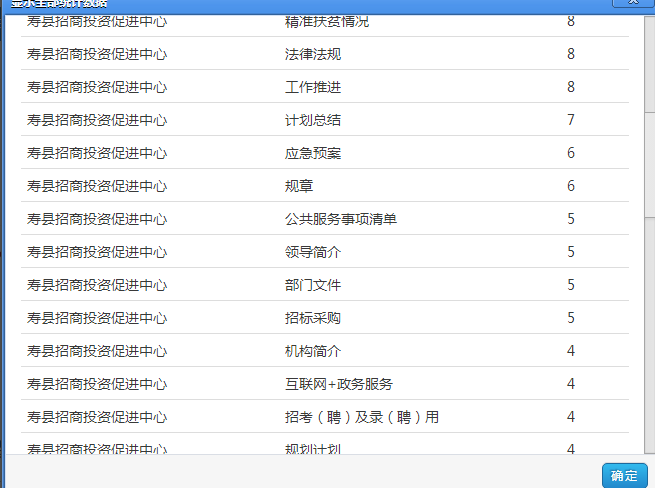 显示全部统计数据
寿县招商投资促进中心 精准扶贫情况 8
寿县招商投资促进中心 法律法规 8
寿县招商投资促进中心 工作推进 8
寿县招商投资促进中心 计划总结 7
寿县招商投资促进中心 应急预案 6
寿县招商投资促进中心 规章 6
寿县招商投资促进中心 公共服务事项清单 5
寿县招商投资促进中心 领导简介 5
寿县招商投资促进中心 部门文件 5
寿县招商投资促进中心 招标采购 5
寿县招商投资促进中心 机构简介 4
寿县招商投资促进中心 互联网+政务服务 4
寿县招商投资促进中心 招考（聘）及录（聘）用 4
寿县招商投资促进中心 规划计划 4
确定